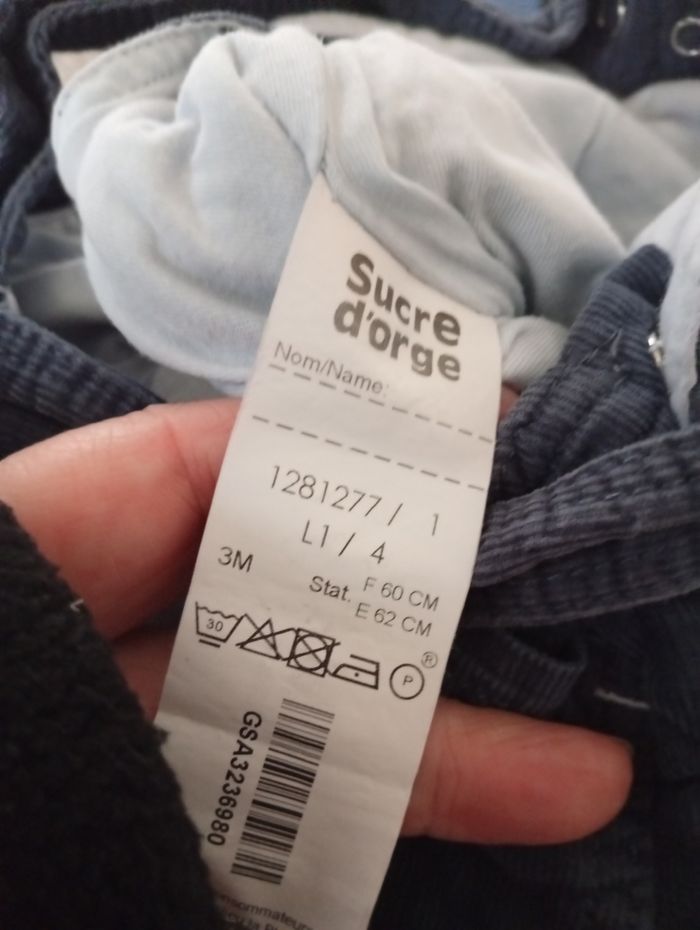 Sucre
d'orge
Nom/Name:
1281277 / 1
L1 / 4
3M
Stat. F 60 CM
E 62 CM
30
P
®
GSA3236980